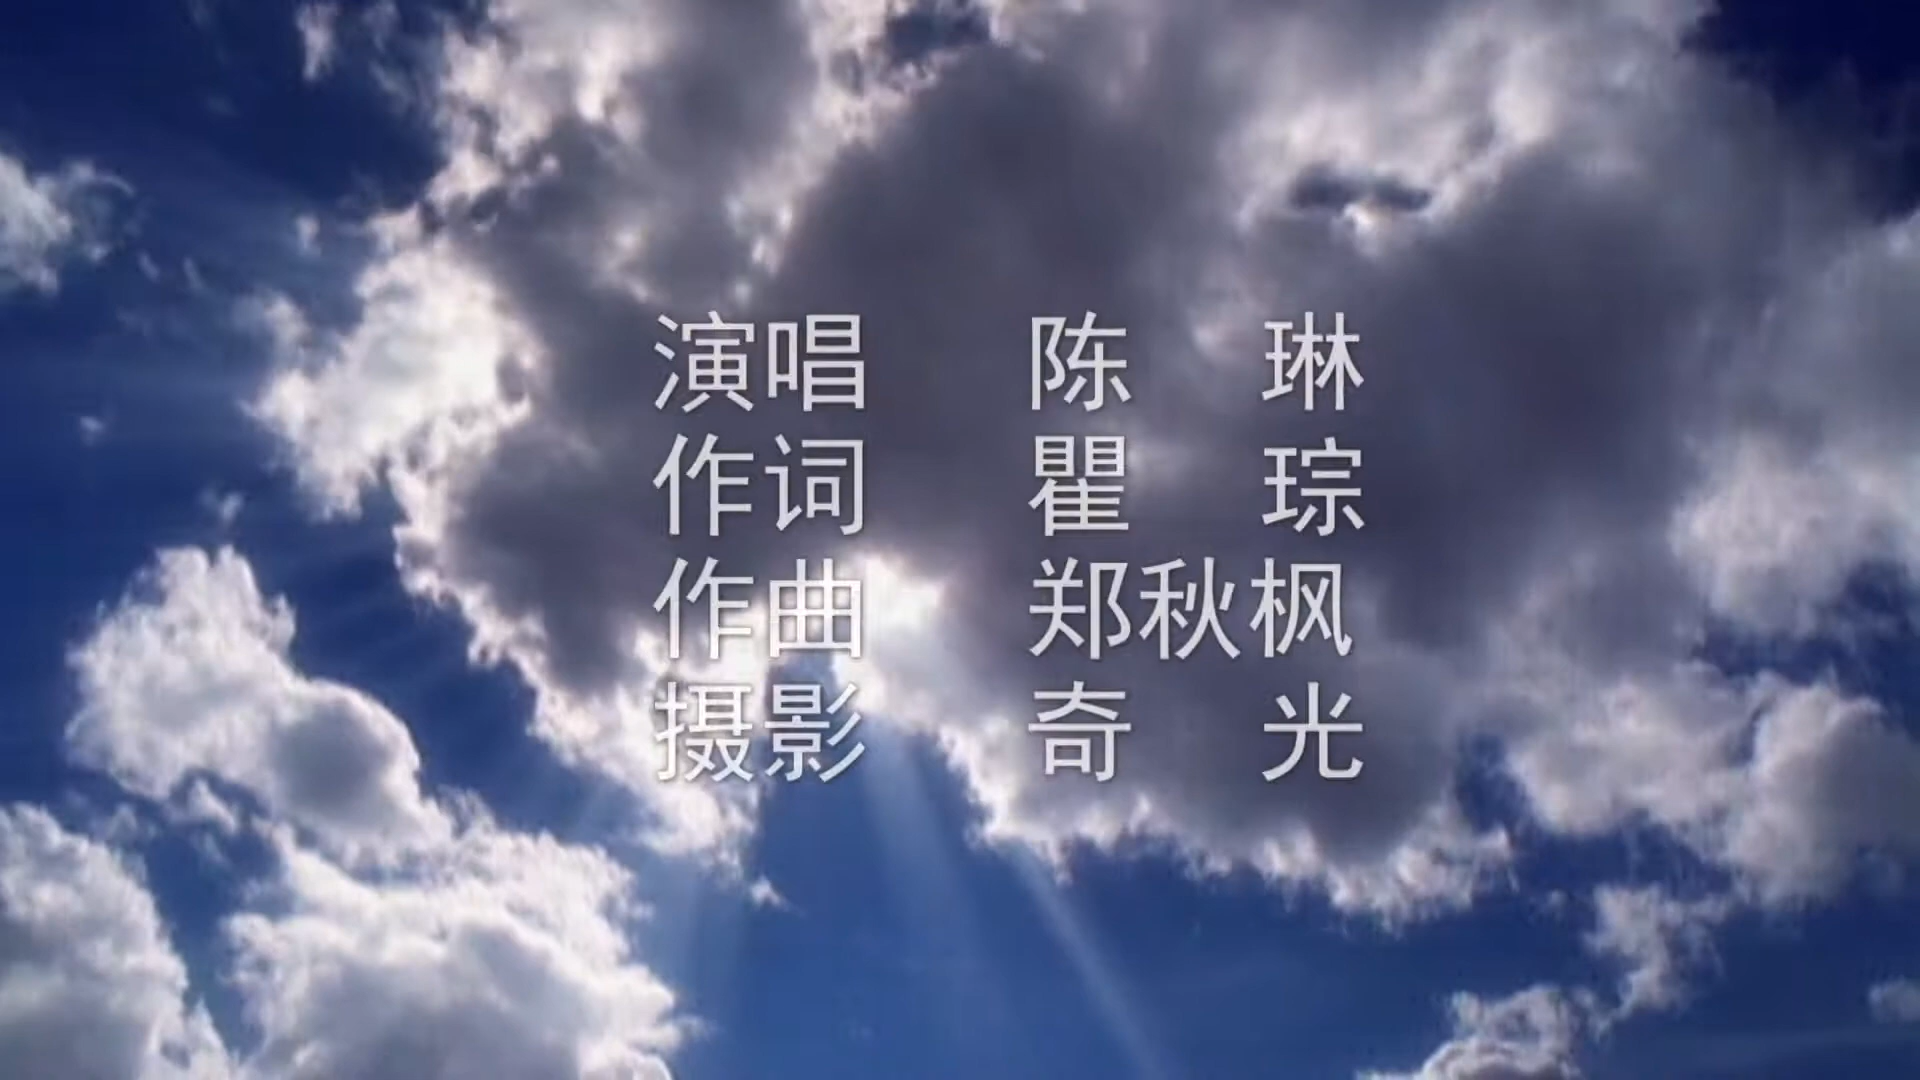 演唱 陈 琳
作词 瞿 琮
作曲 郑秋枫
摄影 奇 光